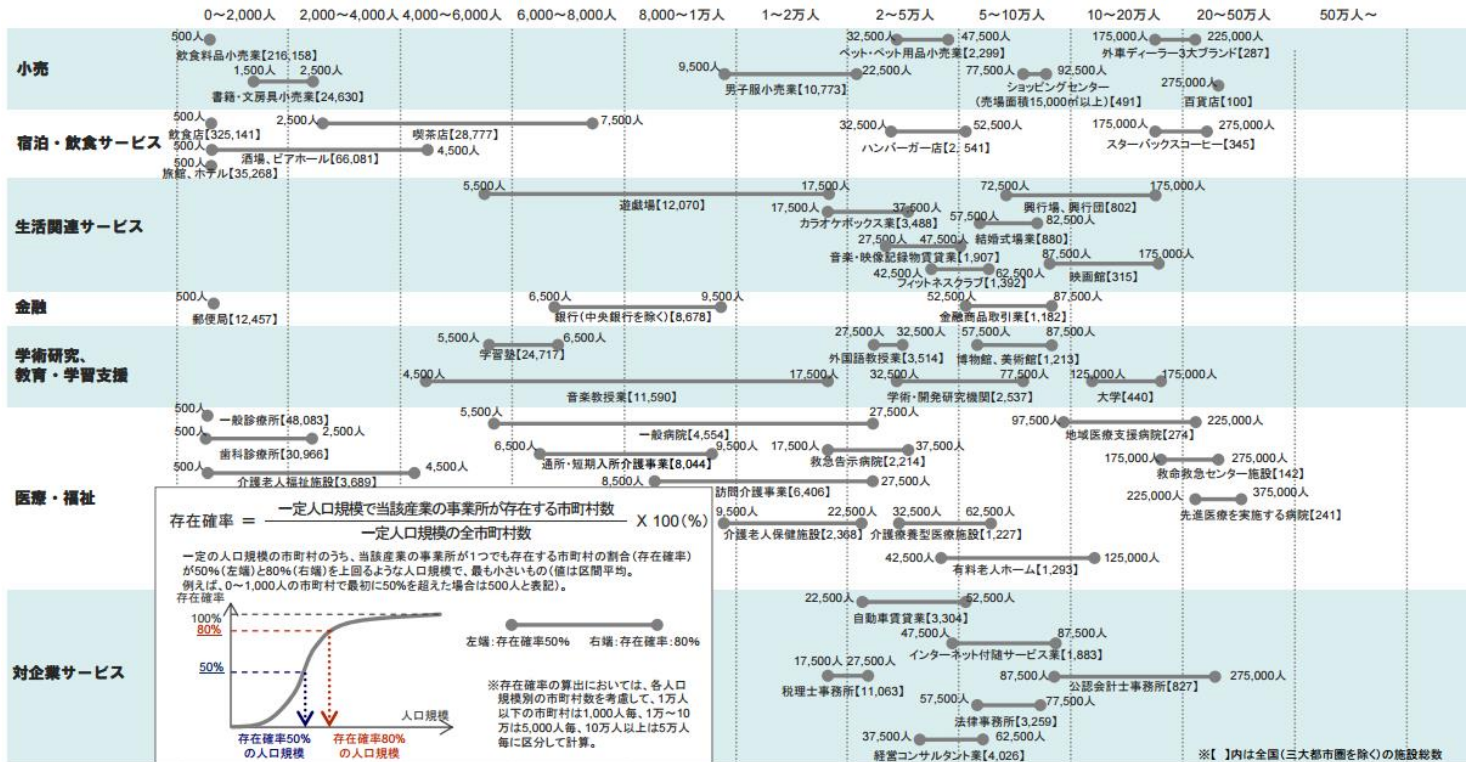 0～2,000人 2,000～4,000人 4,000～6,000人 6,000～8,000人 8,000～1万人 1～2万人 2～5万人 5～10万人 10～20万人 20～50万人 50万人～
小売
500人
飲食料品小売業【216,158】
1,500人 2,500人
書籍・文房具小売業【24,630】
9,500人 22,500人
男子服小売業【10,773】
32,500人 47,500人
ペット・ペット用品小売業【2,299】
77,500人 92,500人
ショッピングセンター
（売場面積15,000㎡以上）【491】
175,000人 225,000人
外車ディーラー3大ブランド【287】
275,000人
百貨店【100】
宿泊・飲食サービス
500人
飲食店【325,141】
2,500人 7,500人
喫茶店【28,777】
500人 4,500人
酒場、ビアホール【66,081】
500人
旅館、ホテル【35,268】
32,500人 52,500人
ハンバーガー店【2,541】
175,000人 275,000人
スターバックスコーヒー【345】
生活関連サービス
5,500人 17,500人
遊戯場【12,070】
17,500人 37,500人
カラオケボックス業【3,488】
27,500人 47,500人
音楽・映像記録物賃貸業【1,907】
42,500人 62,500人
フィットネスクラブ【1,392】
72,500人 175,000人
興行場、興行団【802】
57,500人 82,500人
結婚式場業【880】
87,500人 175,000人
映画館【315】
金融
500人
郵便局【12,457】
6,500人 9,500人
銀行（中央銀行を除く）【8,678】
52,500人 87,500人
金融商品取引業【1,182】
学術研究、
教育・学習支援
5,500人 6,500人
学習塾【24,717】
4,500人 17,500人
音楽教授業【11,590】
27,500人 32,500人
外国語教授業【3,514】
57,500人 87,500人
博物館、美術館【1,213】
32,500人 77,500人
学術・開発研究機関【2,537】
125,000人 175,000人
大学【440】
医療・福祉
500人
一般診療所【48,083】
500人 2,500人
歯科診療所【30,966】
500人 4,500人
介護老人福祉施設【3,689】
5,500人 27,500人
一般病院【4,554】
6,500人 9,500人
通所・短期入所介護事業【8,044】
17,500人 37,500人
救急告示病院【2,214】
8,500人 27,500人
訪問介護事業【6,406】
9,500人 22,500人
介護老人保健施設【2,368】
32,500人 62,500人
介護療養型医療施設【1,227】
42,500人 125,000人
有料老人ホーム【1,293】
97,500人 225,000人
地域医療支援病院【274】
175,000人 275,000人
救命救急センター施設【142】
225,000人 375,000人
先進医療を実施する病院【241】
対企業サービス
22,500人 52,500人
自動車賃貸業【3,304】
47,500人 87,500人
インターネット付随サービス業【1,883】
17,500人 27,500人
税理士事務所【11,063】
87,500人 275,000人
公認会計士事務所【827】
57,500人 77,500人
法律事務所【3,259】
37,500人 62,500人
経営コンサルタント業【4,026】
存在確率 ＝ 一定人口規模で当該産業の事業所が存在する市町村数
一定人口規模の全市町村数
X 100(%)
一定の人口規模の市町村のうち、当該産業の事業所が1つでも存在する市町村の割合（存在確率）
が50%（左端）と80%（右端）を上回るような人口規模で、最も小さいもの（値は区間平均。
例えば、0～1,000人の市町村で最初に50%を超えた場合は500人と表記）。
存在確率
100%
80%
50%
人口規模
存在確率50%
の人口規模
存在確率80%
の人口規模
左端：存在確率50% 右端：存在確率：80%
※存在確率の算出においては、各人口
規模別の市町村数を考慮して、1万人
以下の市町村は1,000人毎、1万～10
万は5,000人毎、10万人以上は5万人
毎に区分して計算。
※【 】内は全国（三大都市圏を除く）の施設総数